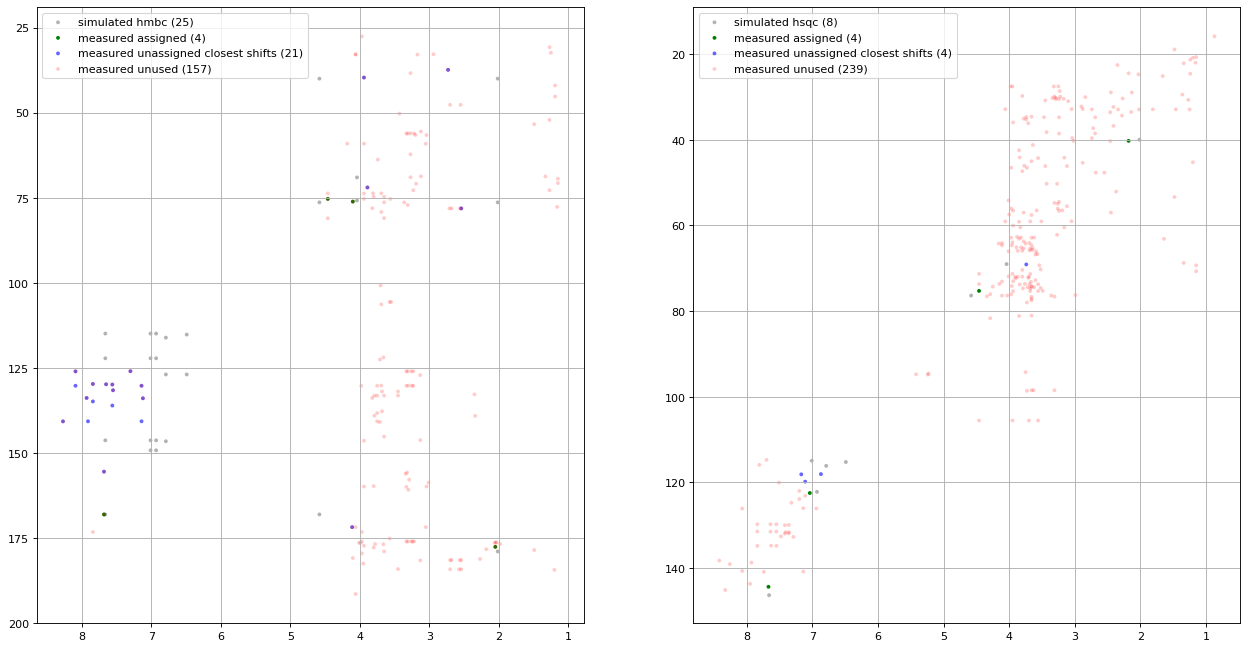 simulated hmbc (25)
measured assigned (4)
measured unassigned closest shifts (21)
measured unused (157)
25
50
75
100
125
150
175
200
8 7 6 5 4 3 2 1
simulated hsqc (8)
measured assigned (4)
measured unassigned closest shifts (4)
measured unused (239)
20
40
60
80
100
120
140
8 7 6 5 4 3 2 1